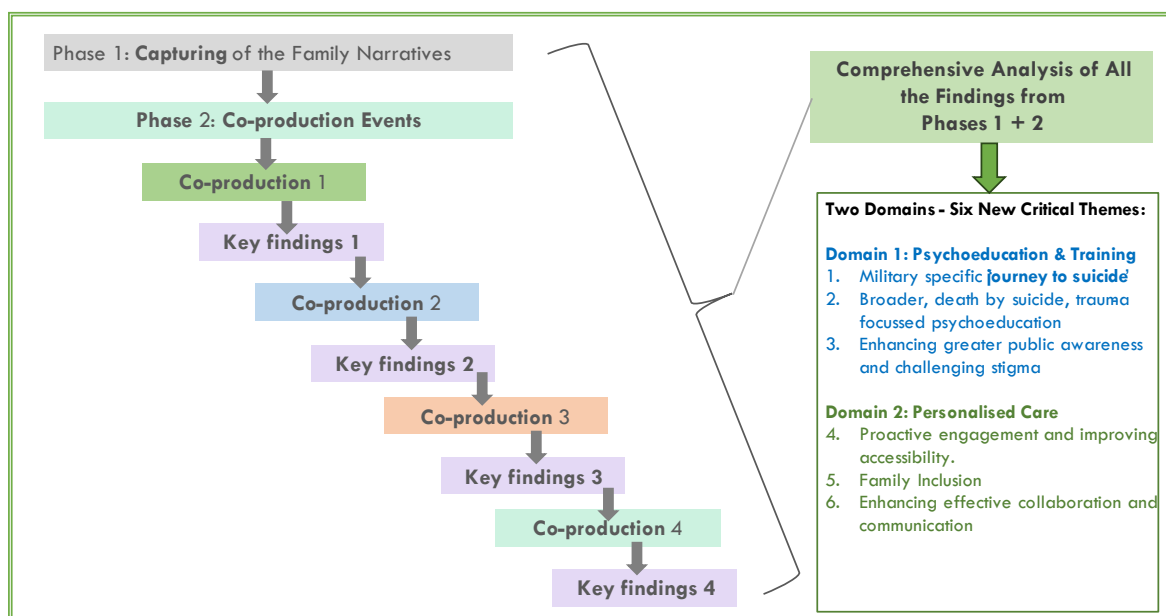 Phase 1: Capturing of the Family Narratives
Phase 2: Co-production Events
Co-production 1
Key findings 1
Co-production 2
Key findings 2
Co-production 3
Key findings 3
Co-production 4
Key findings 4
Comprehensive Analysis of All
the Findings from
Phases 1 + 2
Two Domains - Six New Critical Themes:
Domain 1: Psychoeducation & Training
1. Military specific 'journey to suicide'
2. Broader, death by suicide, trauma
focussed psychoeducation
3. Enhancing greater public awareness
and challenging stigma
Domain 2: Personalised Care
4. Proactive engagement and improving
accessibility.
5. Family Inclusion
6. Enhancing effective collaboration and
communication